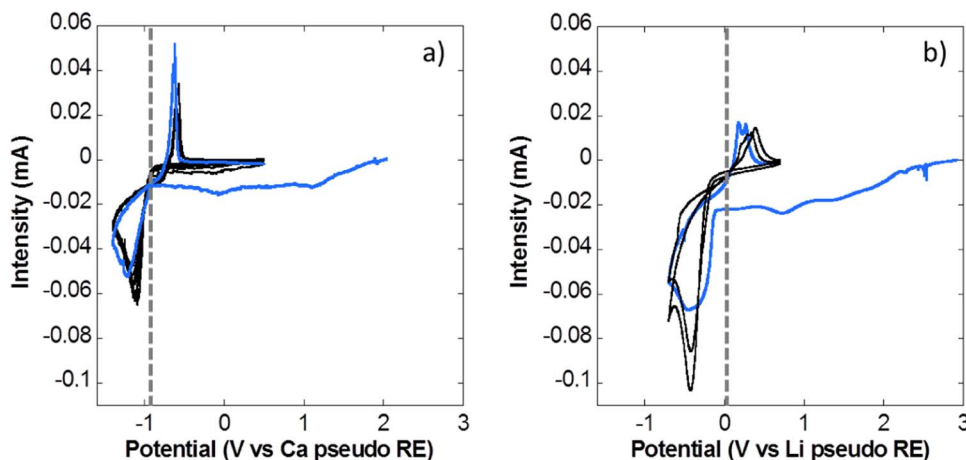 a)
0.06
0.04
0.02
0
-0.02
-0.04
-0.06
-0.08
-0.1
Intensity (mA)
-1 0 1 2 3
Potential (V vs Ca pseudo RE)
b)
0.06
0.04
0.02
0
-0.02
-0.04
-0.06
-0.08
-0.1
Intensity (mA)
-1 0 1 2 3
Potential (V vs Li pseudo RE)